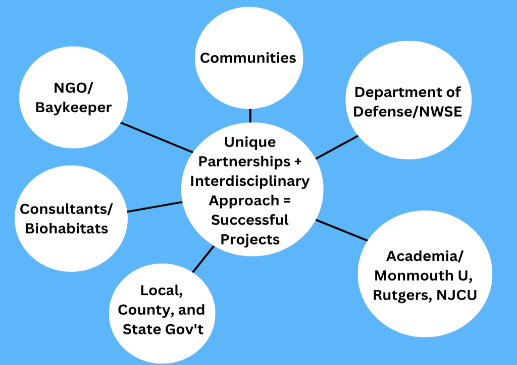 Communities
NGO/
Baykeeper
Department of
Defense/NWSE
Unique
Partnerships +
Interdisciplinary
Approach =
Successful
Projects
Consultants/
Biohabitats
Academia/
Monmouth U,
Rutgers, NJCU
Local,
County, and
State Gov't